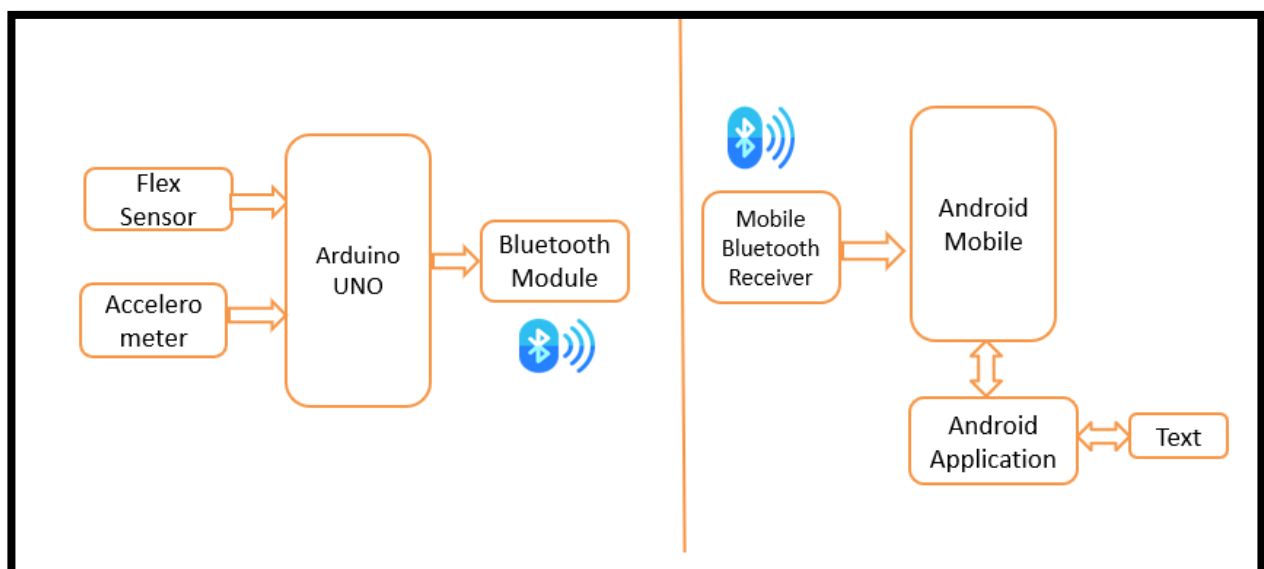 Flex
Sensor
Accelero
meter
Arduino
UNO
Bluetooth
Module
Mobile
Bluetooth
Receiver
Android
Mobile
Android
Application
Text